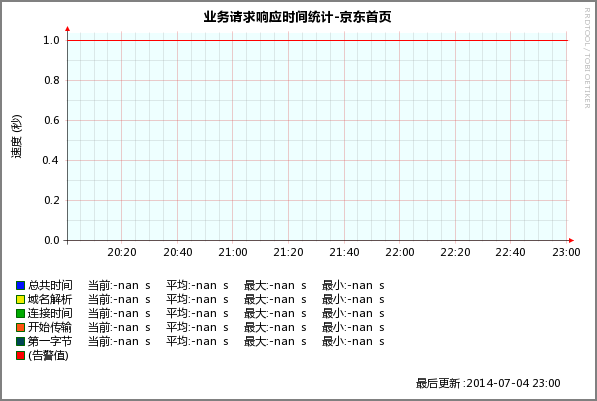 业务请求响应时间统计-京东首页
RRDTOOL / TOBI OETIKER
速度 (秒)
1.0
0.8
0.6
0.4
0.2
0.0
20:20 20:40 21:00 21:20 21:40 22:00 22:20 22:40 23:00
总共时间 当前:-nan s 平均:-nan s 最大:-nan s 最小:-nan s
域名解析 当前:-nan s 平均:-nan s 最大:-nan s 最小:-nan s
连接时间 当前:-nan s 平均:-nan s 最大:-nan s 最小:-nan s
开始传输 当前:-nan s 平均:-nan s 最大:-nan s 最小:-nan s
第一字节 当前:-nan s 平均:-nan s 最大:-nan s 最小:-nan s
(告警值)
最后更新 :2014-07-04 23:00